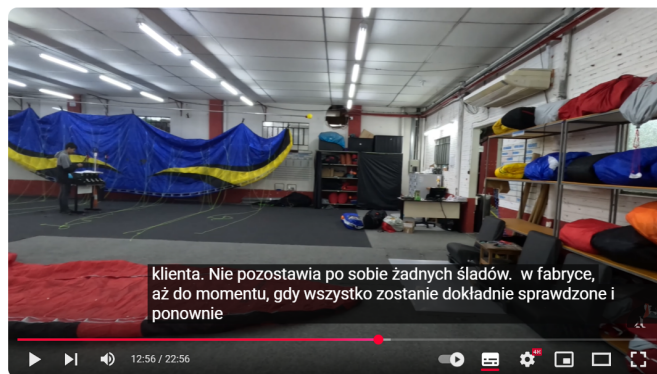 klienta. Nie pozostawia po sobie żadnych śladów.  w fabryce,
aż do momentu, gdy wszystko zostanie dokładnie sprawdzone i
ponownie
12:56 / 22:56
4K